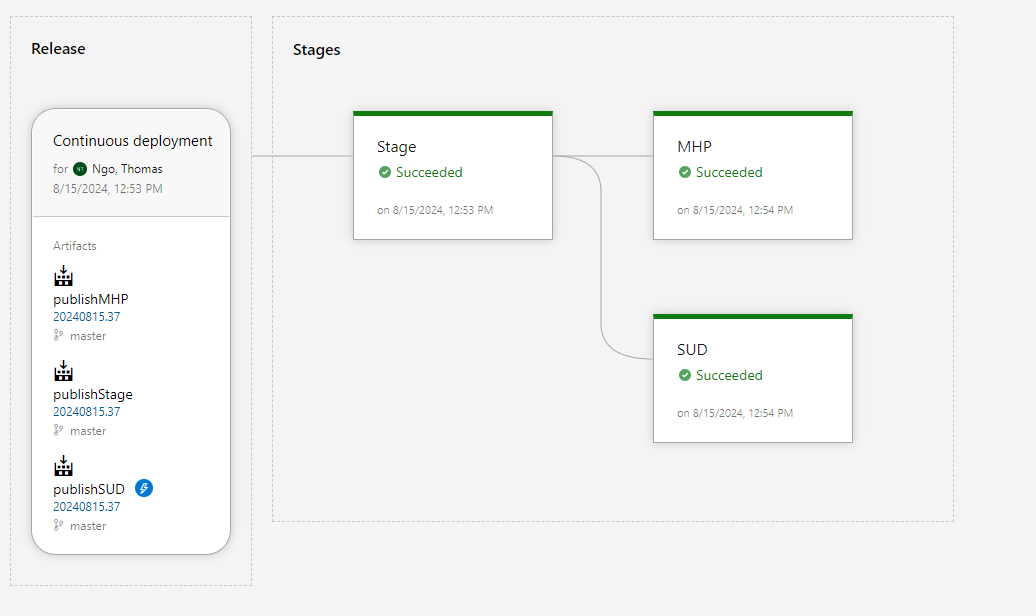 Release
Continuous deployment
for NT Ngo, Thomas
8/15/2024, 12:53 PM
Artifacts
publishMHP
20240815.37
master
publishStage
20240815.37
master
publishSUD
20240815.37
master
Stages
Stage
Succeeded
on 8/15/2024, 12:53 PM
MHP
Succeeded
on 8/15/2024, 12:54 PM
SUD
Succeeded
on 8/15/2024, 12:54 PM